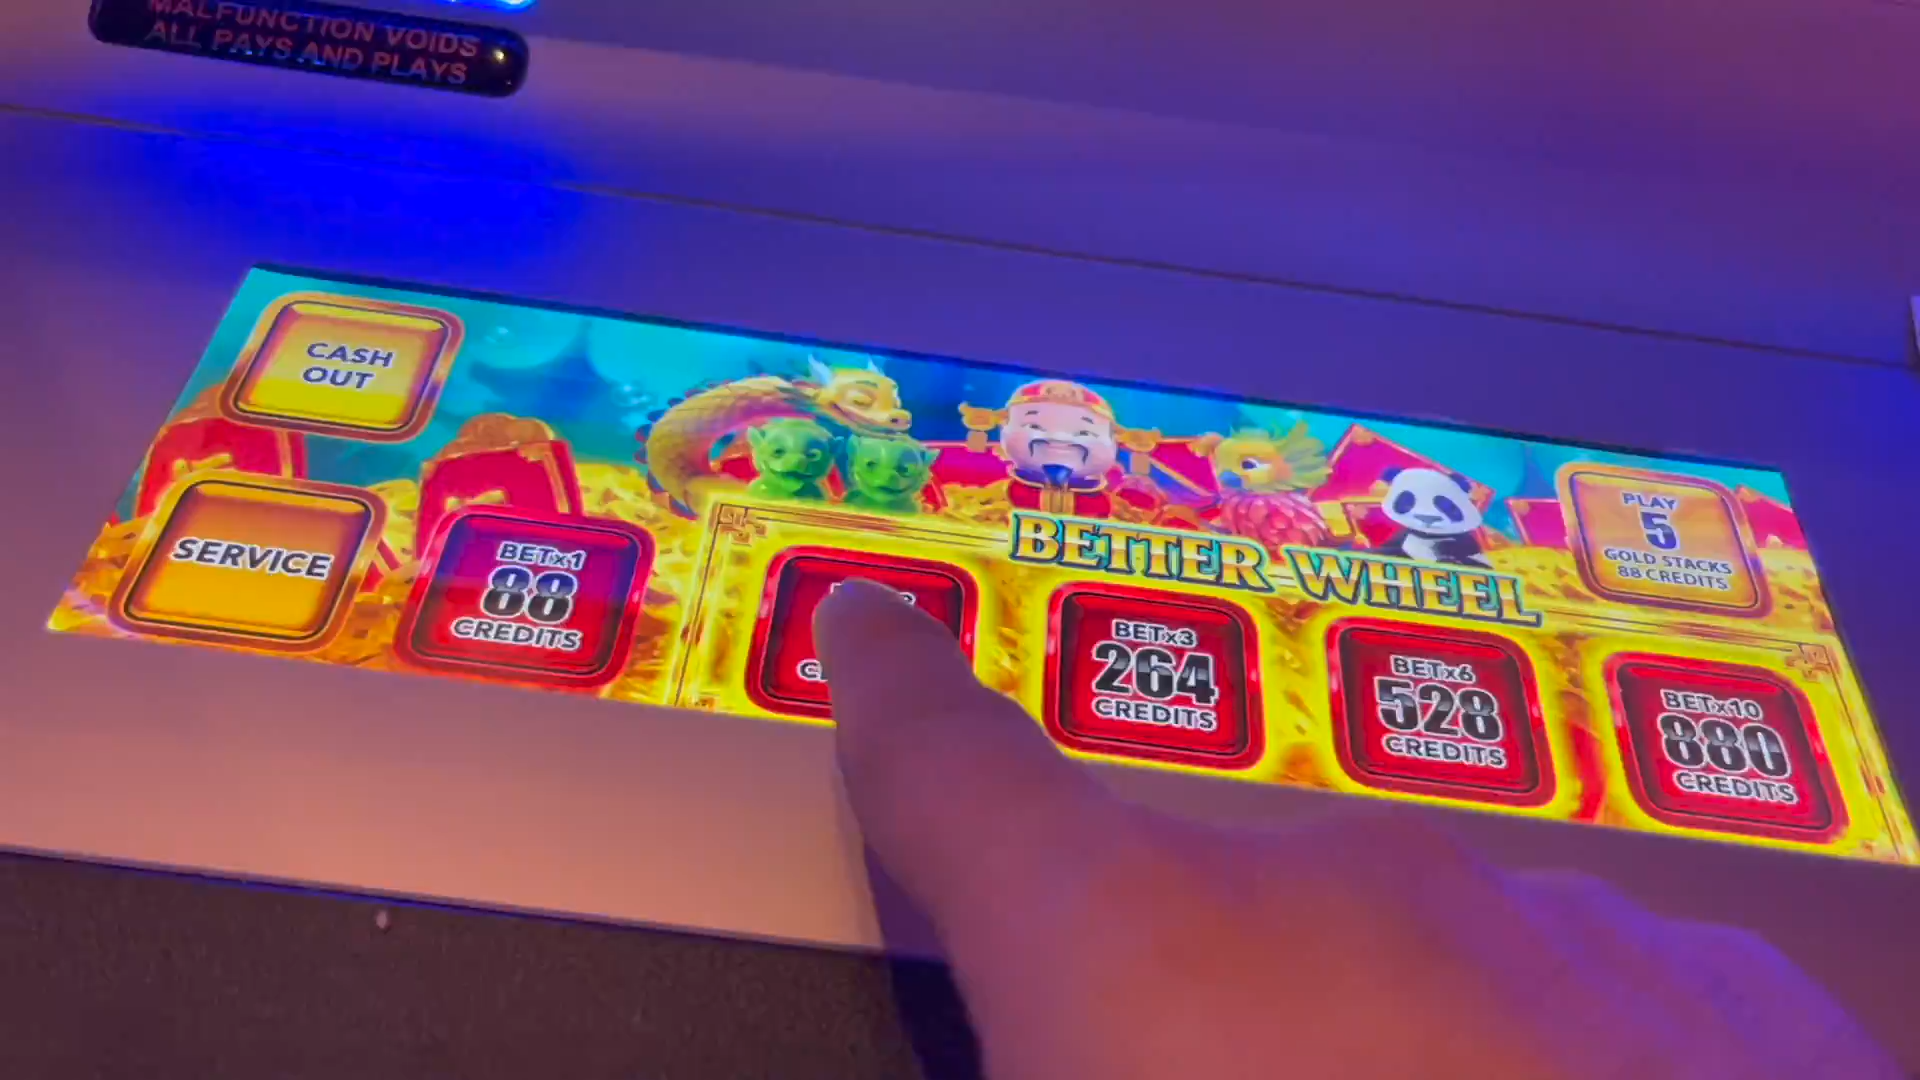 MALFUNCTION VOIDS
ALL PAYS AND PLAYS
CASH
OUT
SERVICE
BETx1
88
CREDITS
BETTER WHEEL
BETx3
264
CREDITS
BETx6
528
CREDITS
BETx10
880
CREDITS
PLAY
5
GOLD STACKS
88 CREDITS